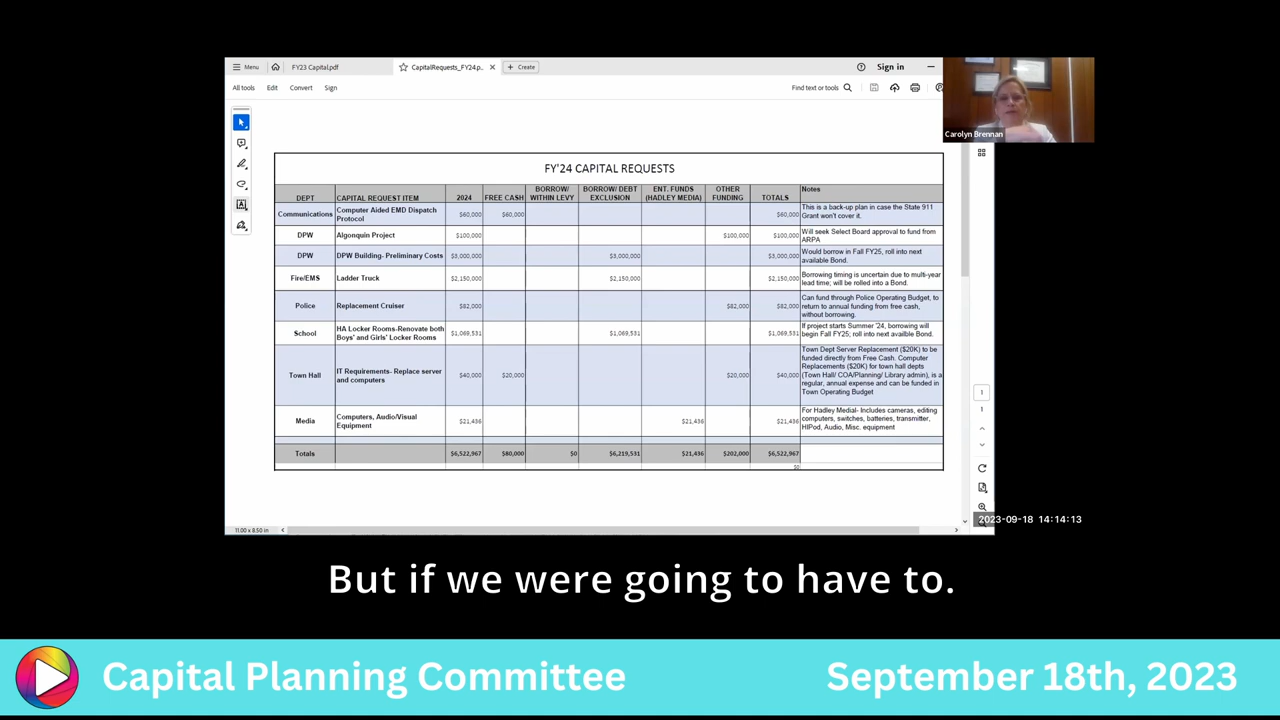 Menu
FY23 Capital.pdf
CapitalRequests_FY24.p..
Create
Sign in
All tools Edit Convert Sign
Find text or tools
Carolyn Brennan
FY'24 CAPITAL REQUESTS
DEPT CAPITAL REQUEST ITEM 2024 FREE CASH BORROW/ WITHIN LEVY BORROW/ DEBT EXCLUSION ENT. FUNDS (HADLEY MEDIA) OTHER FUNDING TOTALS Notes
Communications Computer Aided EMD Dispatch Protocol $60,000 $60,000 $60,000 This is a back-up plan in case the State 911 Grant won't cover it.
DPW Algonquin Project $100,000 $100,000 $100,000 Will seek Select Board approval to fund from ARPA
DPW DPW Building- Preliminary Costs $3,000,000 $3,000,000 $3,000,000 Would borrow in Fall FY25, roll into next available Bond.
Fire/EMS Ladder Truck $2,150,000 $2,150,000 $2,150,000 Borrowing timing is uncertain due to multi-year lead time; will be rolled into a Bond.
Police Replacement Cruiser $82,000 $82,000 $82,000 Can fund through Police Operating Budget, to return to annual funding from free cash, without borrowing.
School HA Locker Rooms-Renovate both Boys' and Girls' Locker Rooms $1,069,531 $1,069,531 $1,069,531 If project starts Summer '24, borrowing will begin Fall FY25, roll into next availble Bond.
Town Hall IT Requirements- Replace server and computers $40,000 $20,000 $20,000 $40,000 Town Dept Server Replacement ($20K) to be funded directly from Free Cash. Computer Replacements ($20K) for town hall depts (Town Hall/ COA/Planning/ Library admin), is a regular, annual expense and can be funded in Town Operating Budget
Media Computers, Audio/Visual Equipment $21,436 $21,436 $21,436 For Hadley Medial- Includes cameras, editing computers, switches, batteries, transmitter, HiPod, Audio, Misc. equipment
Totals $6,522,967 $80,000 $0 $6,219,531 $21,436 $202,000 $6,522,967
$0
1
1
11.00 x 8.50 in
2023-09-18 14:14:13
But if we were going to have to.
Capital Planning Committee
September 18th, 2023